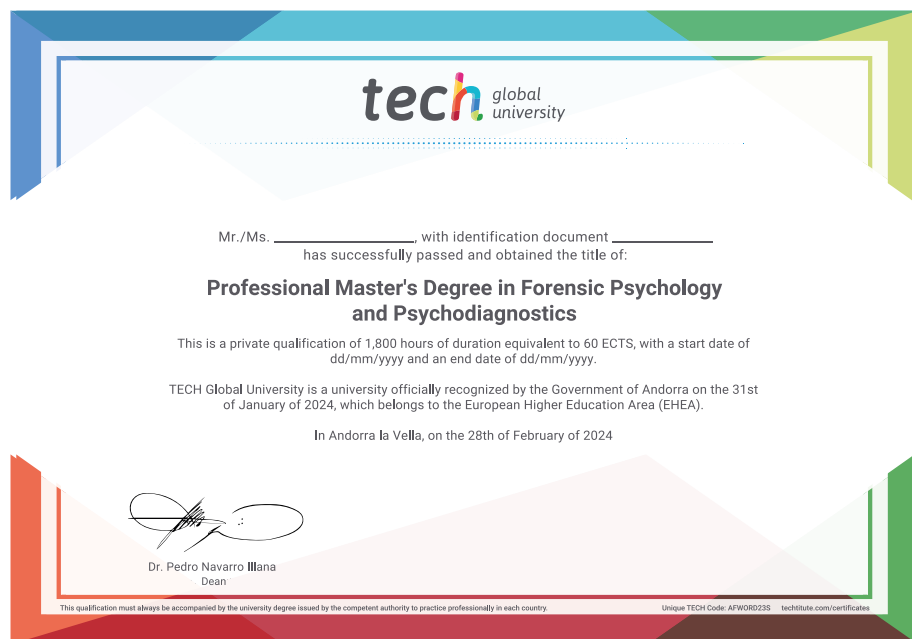 tech global university
Mr./Ms. ______________, with identification document __________
has successfully passed and obtained the title of:
Professional Master's Degree in Forensic Psychology
and Psychodiagnostics
This is a private qualification of 1,800 hours of duration equivalent to 60 ECTS, with a start date of
dd/mm/yyyy and an end date of dd/mm/yyyy.
TECH Global University is a university officially recognized by the Government of Andorra on the 31st
of January of 2024, which belongs to the European Higher Education Area (EHEA).
In Andorra la Vella, on the 28th of February of 2024
Dr. Pedro Navarro Illana
Dean
This qualification must always be accompanied by the university degree issued by the competent authority to practice professionally in each country.
Unique TECH Code: AFWORD23S techtitute.com/certificates